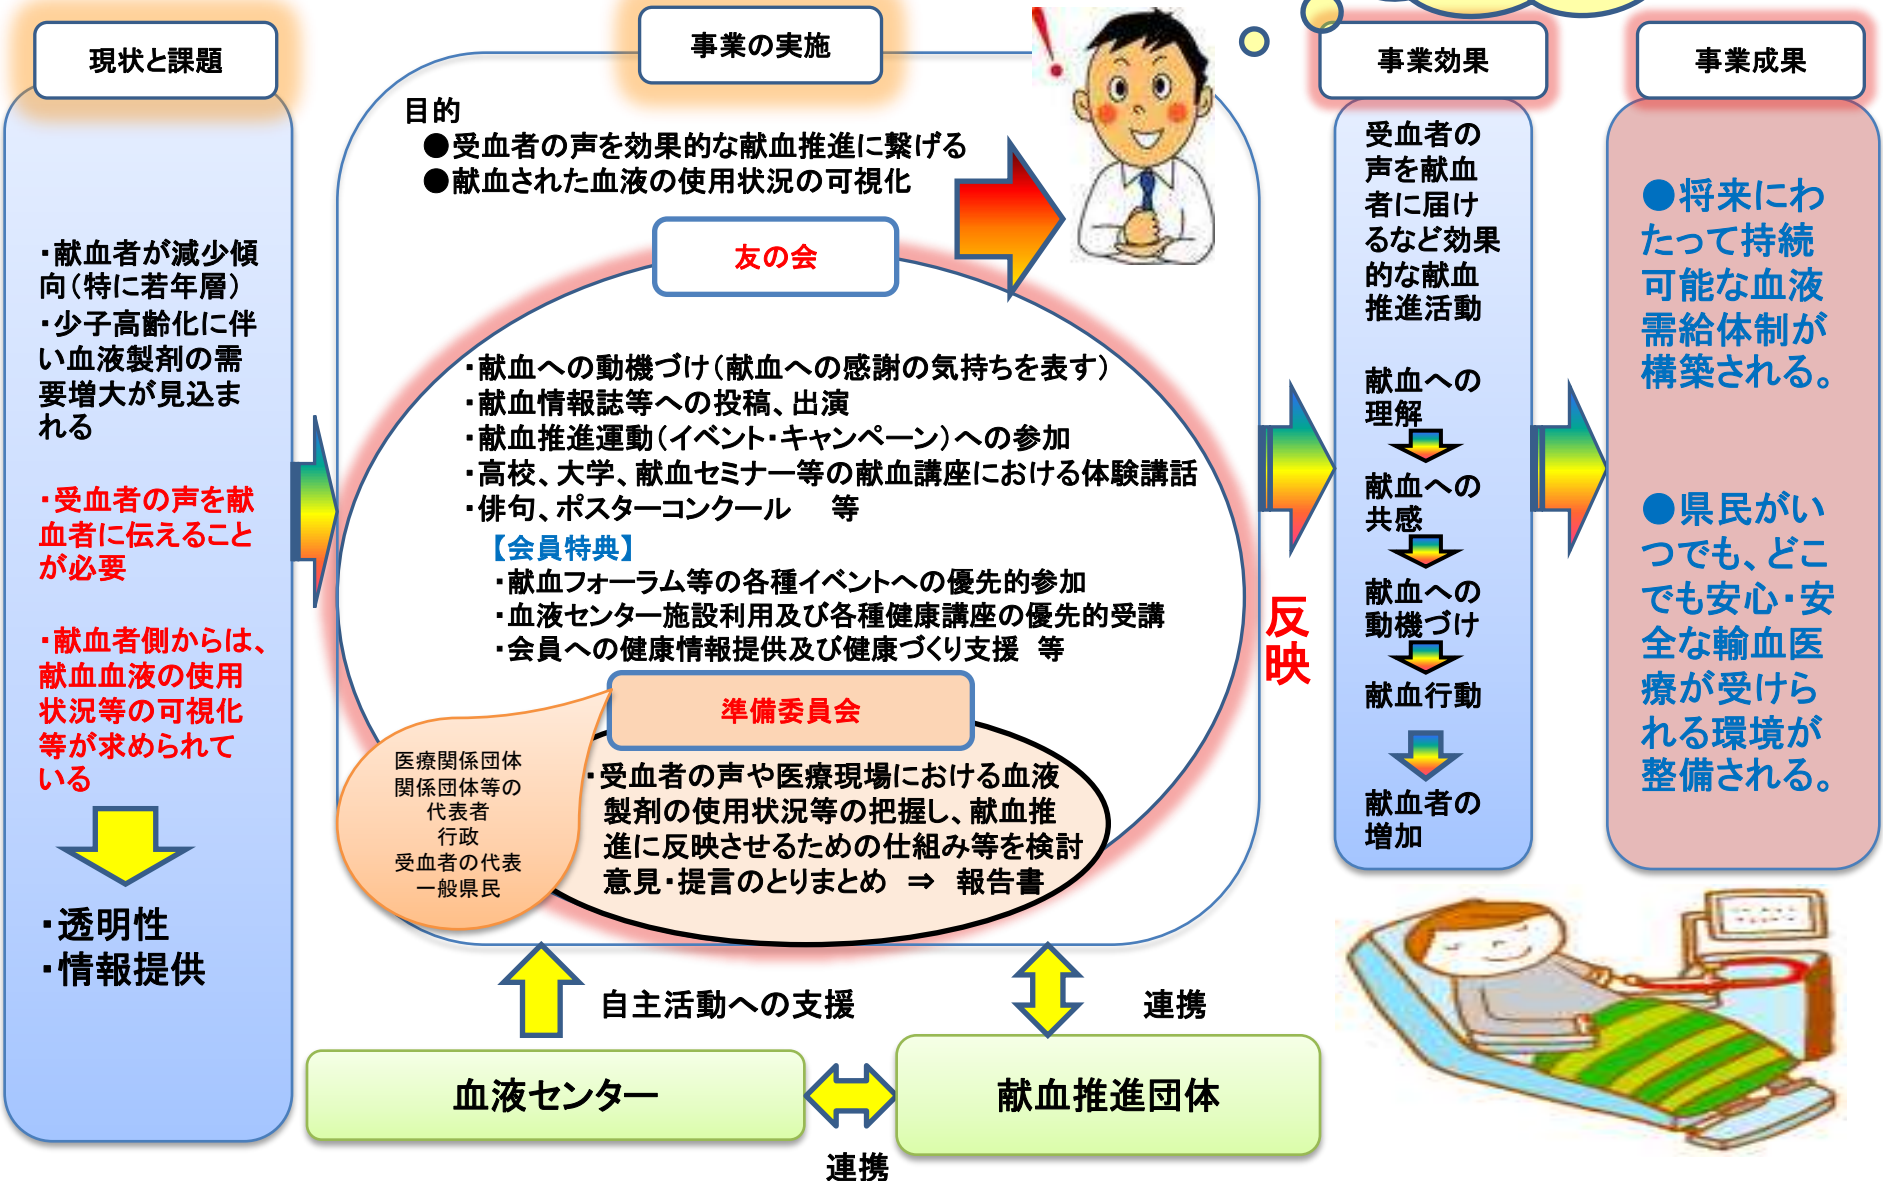 現状と課題
・献血者が減少傾
向(特に若年層)
・少子高齢化に伴
い血液製剤の需
要増大が見込ま
れる
・受血者の声を献
血者に伝えること
が必要
・献血者側からは、
献血血液の使用
状況等の可視化
等が求められて
いる
・透明性
・情報提供
事業の実施
目的
●受血者の声を効果的な献血推進に繋げる
●献血された血液の使用状況の可視化
友の会
・献血への動機づけ(献血への感謝の気持ちを表す)
・献血情報誌等への投稿、出演
・献血推進運動(イベント・キャンペーン)への参加
・高校、大学、献血セミナー等の献血講座における体験講話
・俳句、ポスターコンクール 等
【会員特典】
・献血フォーラム等の各種イベントへの優先的参加
・血液センター施設利用及び各種健康講座の優先的受講
・会員への健康情報提供及び健康づくり支援 等
準備委員会
医療関係団体
関係団体等の
代表者
行政
受血者の代表
一般県民
・受血者の声や医療現場における血液
製剤の使用状況等の把握し、献血推
進に反映させるための仕組み等を検討
意見・提言のとりまとめ ⇒ 報告書
自主活動への支援
連携
血液センター
献血推進団体
連携
反
映
事業効果
受血者の
声を献血
者に届け
るなど効果
的な献血
推進活動
献血への
理解
献血への
共感
献血への
動機づけ
献血行動
献血者の
増加
事業成果
●将来にわ
たって持続
可能な血液
需給体制が
構築される。
●県民がい
つでも、どこ
でも安心・安
全な輸血医
療が受けら
れる環境が
整備される。